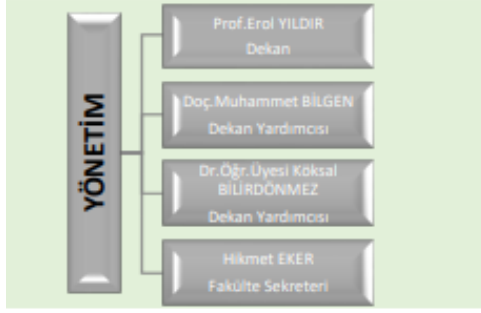 YÖNETİM
Prof.Erol YILDIR
Dekan
Doç.Muhammet BİLGEN
Dekan Yardımcısı
Dr.Öğr.Üyesi Köksal
BİLİRDÖNMEZ
Dekan Yardımcısı
Hikmet EKER
Fakülte Sekreteri